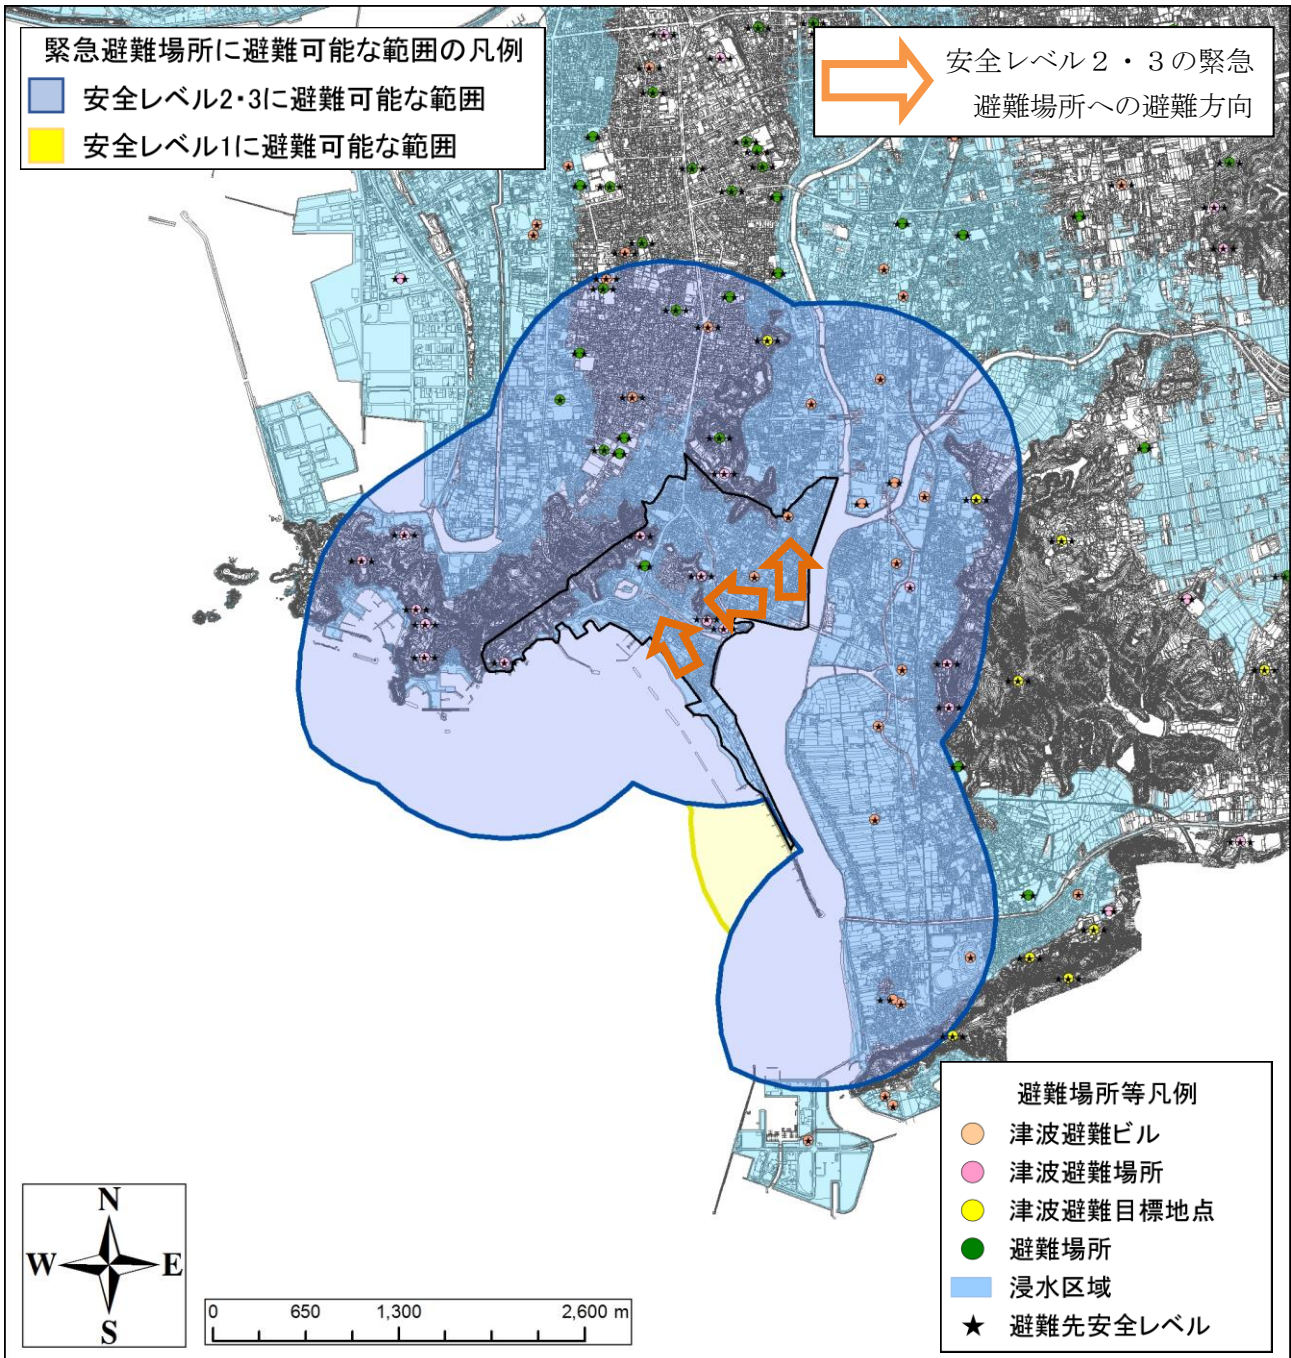 緊急避難場所に避難可能な範囲の凡例
安全レベル2・3に避難可能な範囲
安全レベル1に避難可能な範囲
安全レベル２・３の緊急
避難場所への避難方向
避難場所等凡例
津波避難ビル
津波避難場所
津波避難目標地点
避難場所
浸水区域
★ 避難先安全レベル
N
W E
S
0 650 1,300 2,600 m